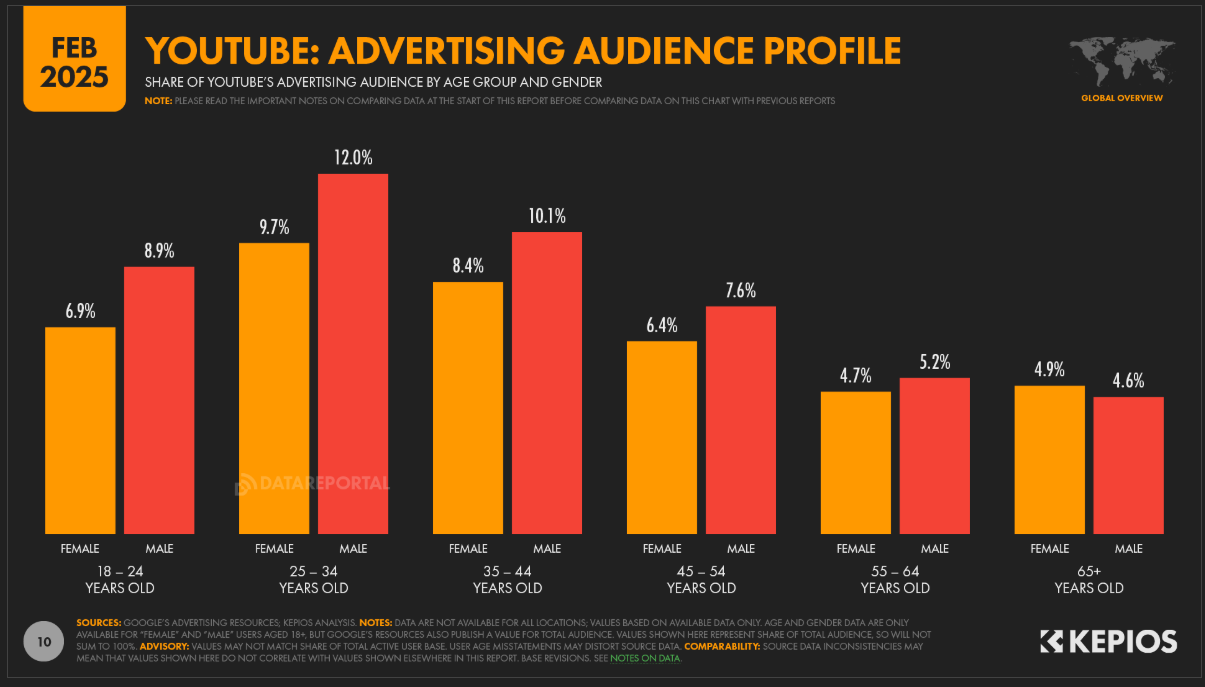 FEB
2025
YOUTUBE: ADVERTISING AUDIENCE PROFILE
SHARE OF YOUTUBE'S ADVERTISING AUDIENCE BY AGE GROUP AND GENDER
NOTE: PLEASE READ THE IMPORTANT NOTES ON COMPARING DATA AT THE START OF THIS REPORT BEFORE COMPARING DATA ON THIS CHART WITH PREVIOUS REPORTS
GLOBAL OVERVIEW
6.9% 8.9% 9.7% 12.0% 8.4% 10.1% 6.4% 7.6% 4.7% 5.2% 4.9% 4.6%
DATAREPORTAL
FEMALE MALE FEMALE MALE FEMALE MALE FEMALE MALE FEMALE MALE FEMALE MALE
18 – 24 25 – 34 35 – 44 45 – 54 55 – 64 65+
YEARS OLD YEARS OLD YEARS OLD YEARS OLD YEARS OLD YEARS OLD
10
SOURCES: GOOGLE'S ADVERTISING RESOURCES; KEPIOS ANALYSIS. NOTES: DATA ARE NOT AVAILABLE FOR ALL LOCATIONS; VALUES BASED ON AVAILABLE DATA ONLY. AGE AND GENDER DATA ARE ONLY
AVAILABLE FOR "FEMALE" AND "MALE" USERS AGED 18+, BUT GOOGLE'S RESOURCES ALSO PUBLISH A VALUE FOR TOTAL AUDIENCE. VALUES SHOWN HERE REPRESENT SHARE OF TOTAL AUDIENCE, SO WILL NOT
SUM TO 100%. ADVISORY: VALUES MAY NOT MATCH SHARE OF TOTAL ACTIVE USER BASE. USER AGE MISSTATEMENTS MAY DISTORT SOURCE DATA. COMPARABILITY: SOURCE DATA INCONSISTENCIES MAY
MEAN THAT VALUES SHOWN HERE DO NOT CORRELATE WITH VALUES SHOWN ELSEWHERE IN THIS REPORT. BASE REVISIONS. SEE NOTES ON DATA.
KEPIOS